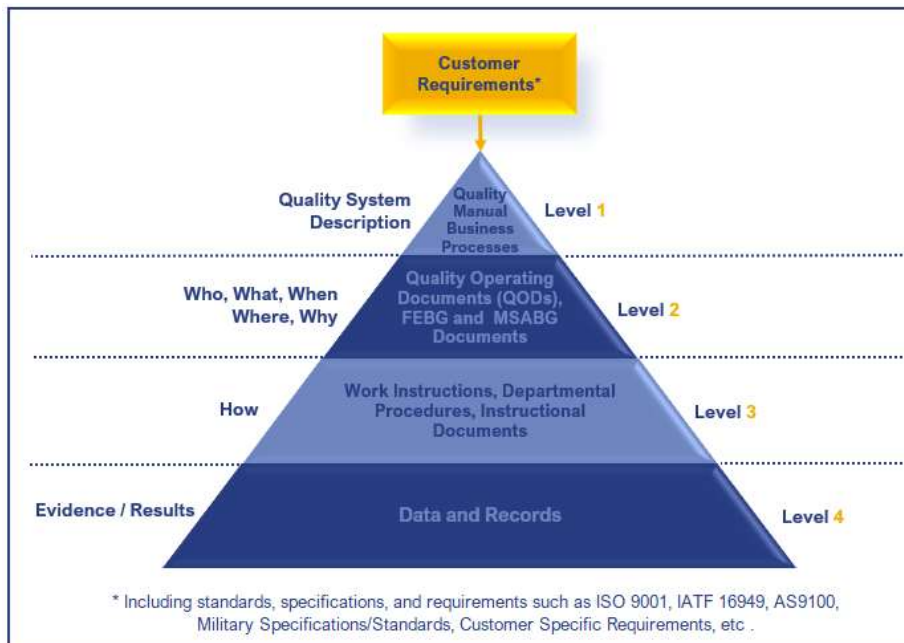 Customer
Requirements*
Quality System
Description
Quality
Manual
Business
Processes
Level 1
Who, What, When
Where, Why
Quality Operating
Documents (QODs),
FEBG and MSABG
Documents
Level 2
How
Work Instructions, Departmental
Procedures, Instructional
Documents
Level 3
Evidence / Results
Data and Records
Level 4
* Including standards, specifications, and requirements such as ISO 9001, IATF 16949, AS9100,
Military Specifications/Standards, Customer Specific Requirements, etc .